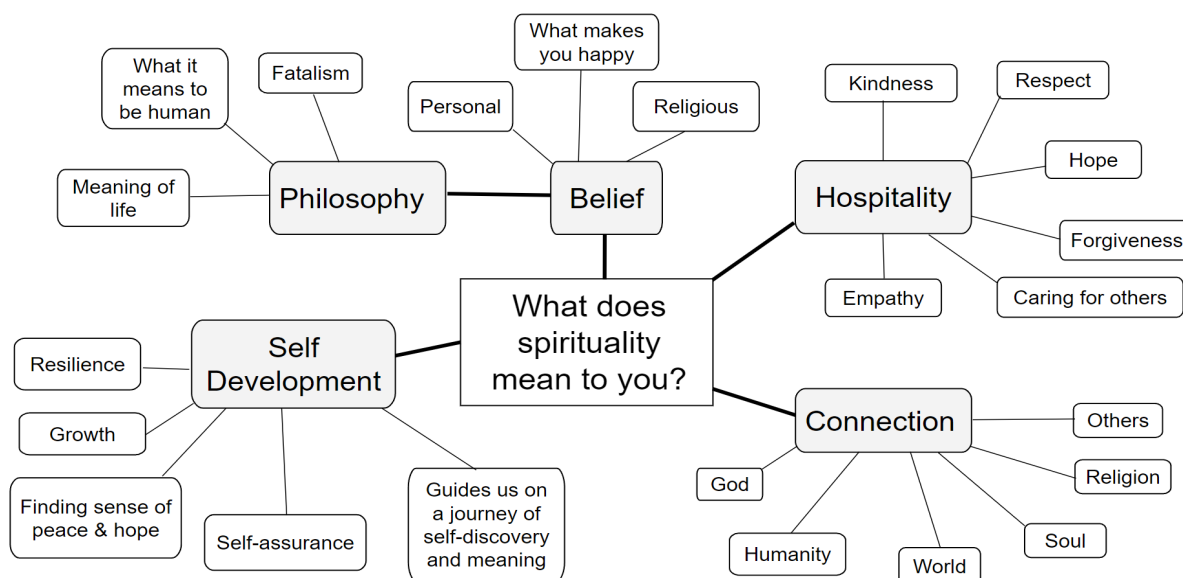 What makes
you happy
What it
means to
be human
Fatalism
Personal
Religious
Kindness
Respect
Meaning of
life
Philosophy
Belief
Hospitality
Hope
Forgiveness
Empathy
Caring for others
What does
spirituality
mean to you?
Self
Development
Resilience
Growth
Finding sense of
peace & hope
Self-assurance
Guides us on
a journey of
self-discovery
and meaning
Connection
Others
God
Religion
Humanity
World
Soul